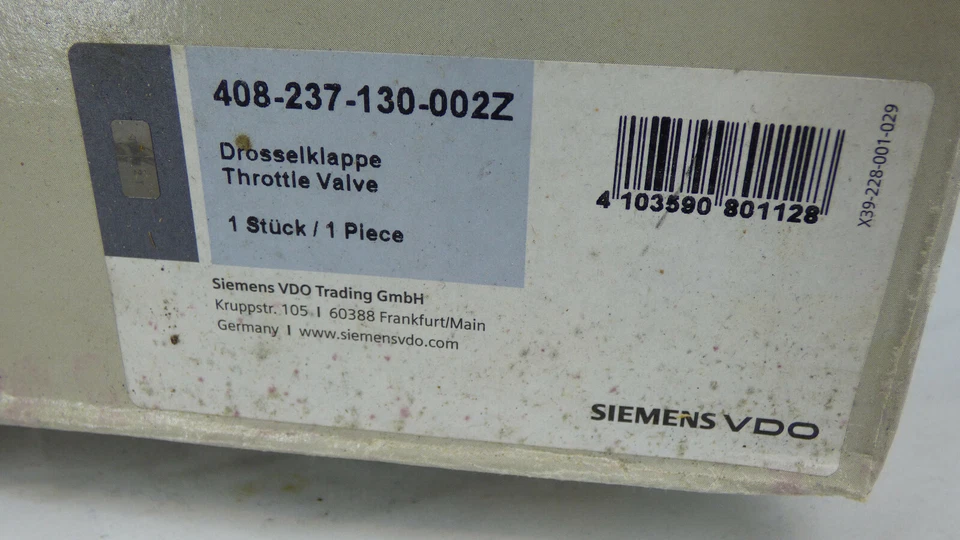 408-237-130-002Z
Drosselklappe
Throttle Valve
1 Stück / 1 Piece
Siemens VDO Trading GmbH
Kruppstr. 105 I 60388 Frankfurt/Main
Germany I www.siemensvdo.com
4 103590 801128
X39-228-001-029
SIEMENS VDO